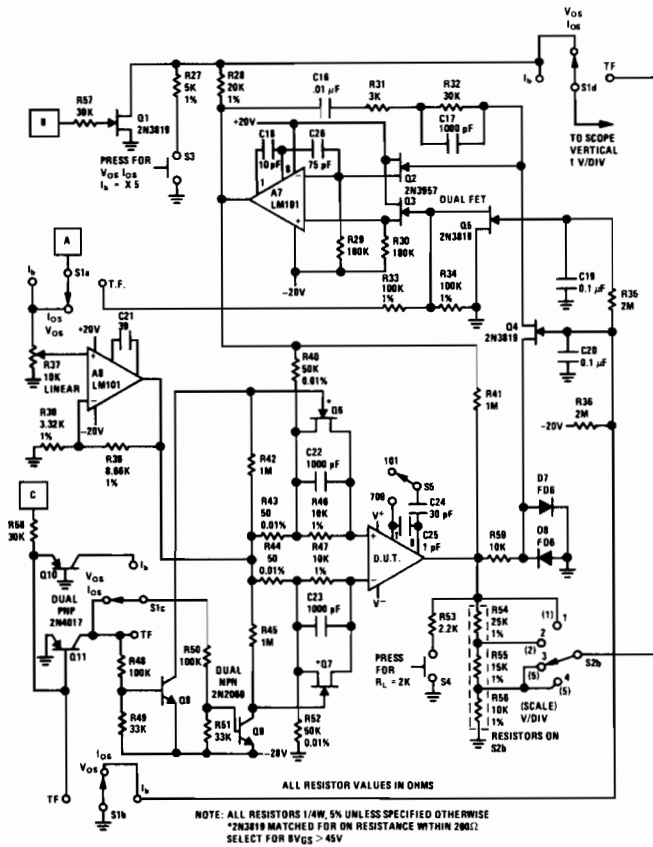 VOS
IOS
Ib
TF
S1d
TO SCOPE
VERTICAL
1 V/DIV
B
R57
30K
Q1
2N3819
R27
5K
1%
R28
20K
1%
S3
PRESS FOR
VOS IOS
Ib = X 5
C16
.01 µF
R31
3K
R32
30K
C17
1000 pF
+20V
C18
10 pF
C26
75 pF
1
8
A7
LM101
Q2
2N3957
Q3
DUAL FET
Q5
2N3819
R29
180K
R30
180K
-20V
R33
100K
1%
R34
100K
1%
C19
0.1 µF
R35
2M
Q4
2N3819
C20
0.1 µF
R36
2M
-20V
A
Ib
S1a
T.F.
IOS
VOS
C21
39
+20V
R37
10K
LINEAR
A8
LM101
-20V
R38
3.32K
1%
R39
6.66K
1%
R40
50K
0.01%
*
Q6
R41
1M
R42
1M
C22
1000 pF
R43
50
0.01%
R46
10K
1%
R44
50
0.01%
R47
10K
1%
101
S5
709
C24
30 pF
1
8
C25
1 pF
V+
D.U.T.
V-
D7
FD6
D8
FD6
R59
10K
C
R58
30K
Q10
Ib
DUAL
PNP
2N4017
Q11
VOS
IOS
S1c
TF
R48
100K
R49
33K
Q8
R50
100K
R51
33K
DUAL
NPN
2N2060
Q9
R45
1M
C23
1000 pF
*Q7
R52
50K
0.01%
-20V
R53
2.2K
PRESS
FOR
RL = 2K
S4
R54
25K
1%
R55
15K
1%
R56
10K
1%
(1)
1
2
(2)
3
(5)
4
(5)
S2b
(SCALE)
V/DIV
RESISTORS ON
S2b
IOS
VOS
Ib
TF
S1b
ALL RESISTOR VALUES IN OHMS
NOTE: ALL RESISTORS 1/4W, 5% UNLESS SPECIFIED OTHERWISE
*2N3819 MATCHED FOR ON RESISTANCE WITHIN 200Ω
SELECT FOR BVGS > 45V